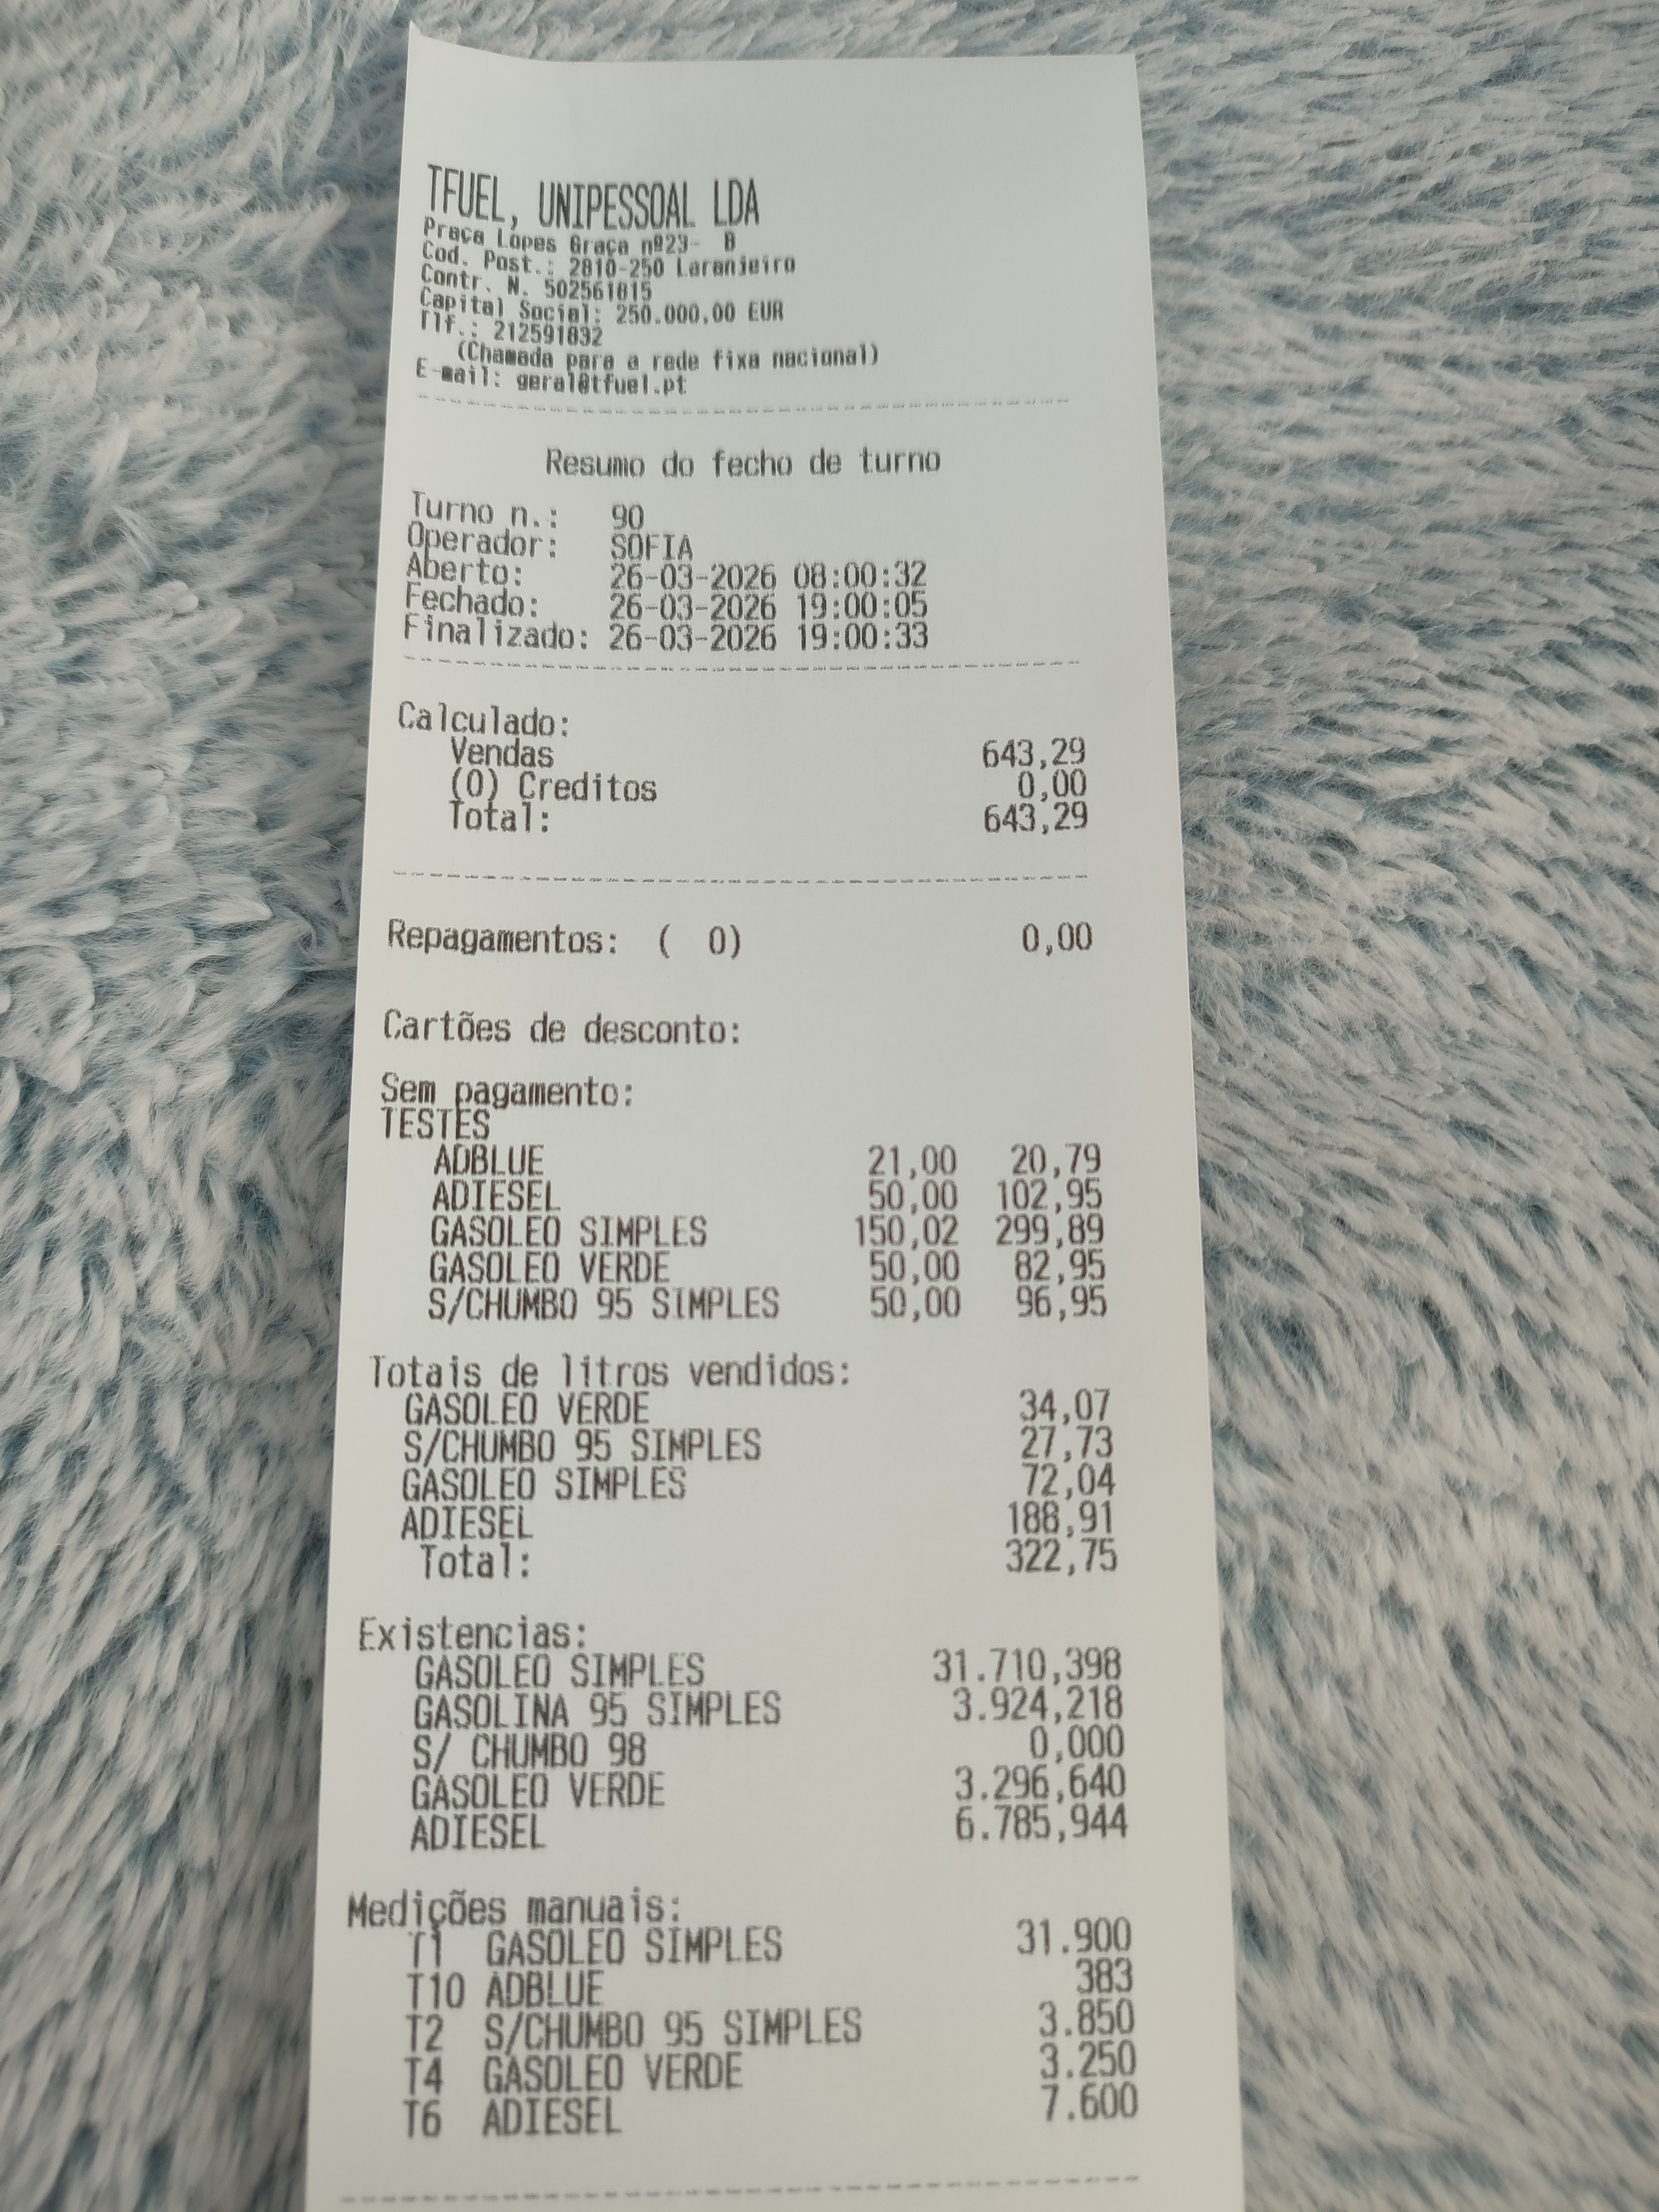 TFUEL, UNIPESSOAL LDA
Praça Lopes Graça nº23-  B
Cod. Post.: 2810-250 Laranjeiro
Contr. N. 502561815
Capital Social: 250.000,00 EUR
Tlf.: 212591832
(Chamada para a rede fixa nacional)
E-mail: geral@tfuel.pt
Resumo do fecho de turno
Turno n.: 90
Operador: SOFIA
Aberto: 26-03-2026 08:00:32
Fechado: 26-03-2026 19:00:05
Finalizado: 26-03-2026 19:00:33
Calculado:
Vendas 643,29
(0) Creditos 0,00
Total: 643,29
Repagamentos: ( 0) 0,00
Cartões de desconto:
Sem pagamento:
TESTES
ADBLUE 21,00 20,79
ADIESEL 50,00 102,95
GASOLEO SIMPLES 150,02 299,89
GASOLEO VERDE 50,00 82,95
S/CHUMBO 95 SIMPLES 50,00 96,95
Totais de litros vendidos:
GASOLEO VERDE 34,07
S/CHUMBO 95 SIMPLES 27,73
GASOLEO SIMPLES 72,04
ADIESEL 188,91
Total: 322,75
Existencias:
GASOLEO SIMPLES 31.710,398
GASOLINA 95 SIMPLES 3.924,218
S/ CHUMBO 98 0,000
GASOLEO VERDE 3.296,640
ADIESEL 6.785,944
Medições manuais:
T1 GASOLEO SIMPLES 31.900
T10 ADBLUE 383
T2 S/CHUMBO 95 SIMPLES 3.850
T4 GASOLEO VERDE 3.250
T6 ADIESEL 7.600